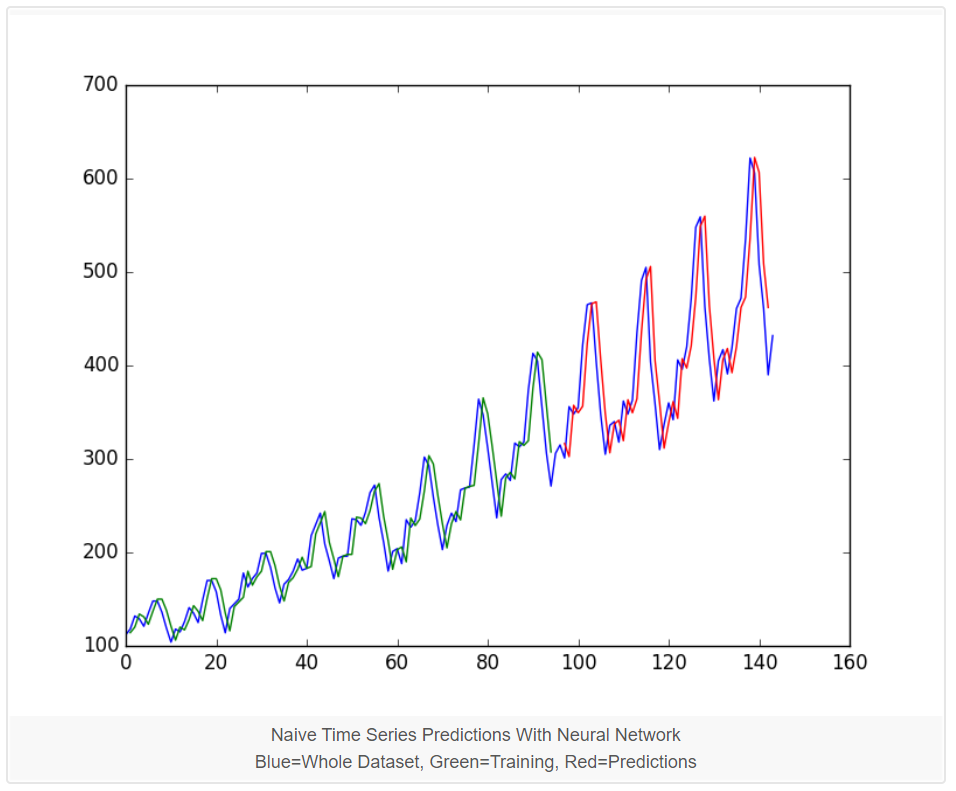 700
600
500
400
300
200
100
0 20 40 60 80 100 120 140 160
Naive Time Series Predictions With Neural Network
Blue=Whole Dataset, Green=Training, Red=Predictions